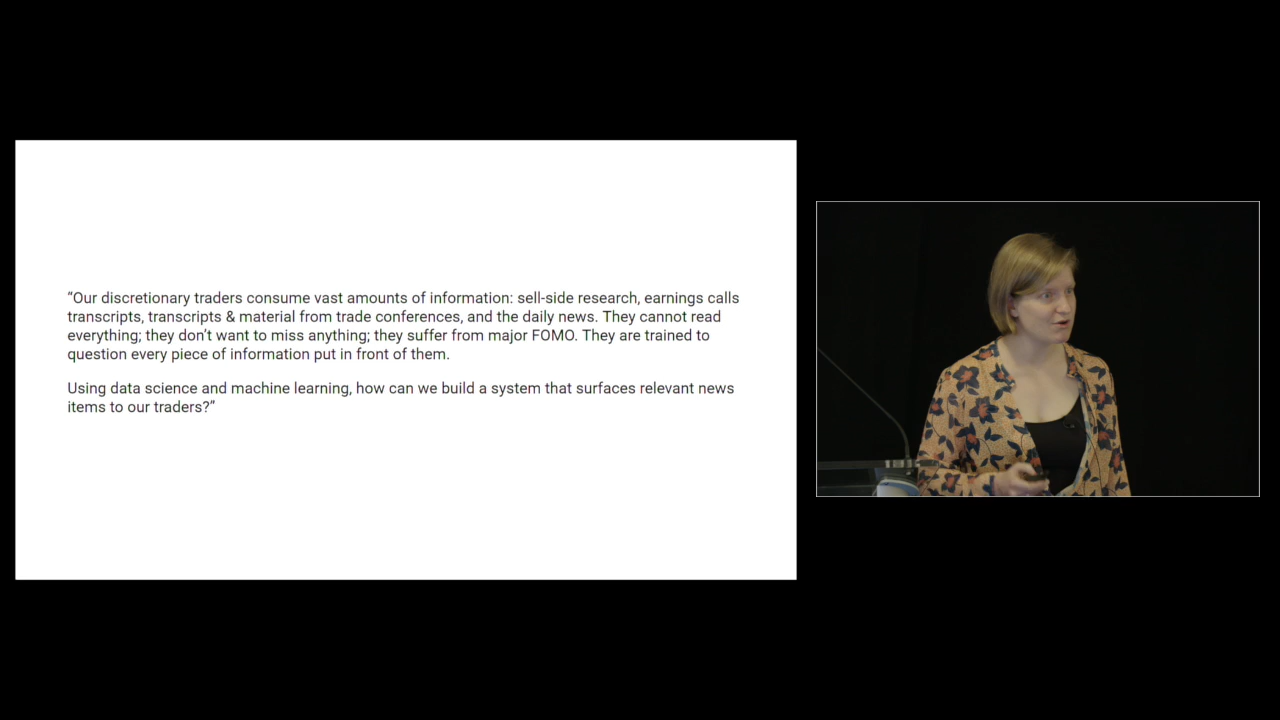 “Our discretionary traders consume vast amounts of information: sell-side research, earnings calls
transcripts, transcripts & material from trade conferences, and the daily news. They cannot read
everything; they don’t want to miss anything; they suffer from major FOMO. They are trained to
question every piece of information put in front of them.
Using data science and machine learning, how can we build a system that surfaces relevant news
items to our traders?”